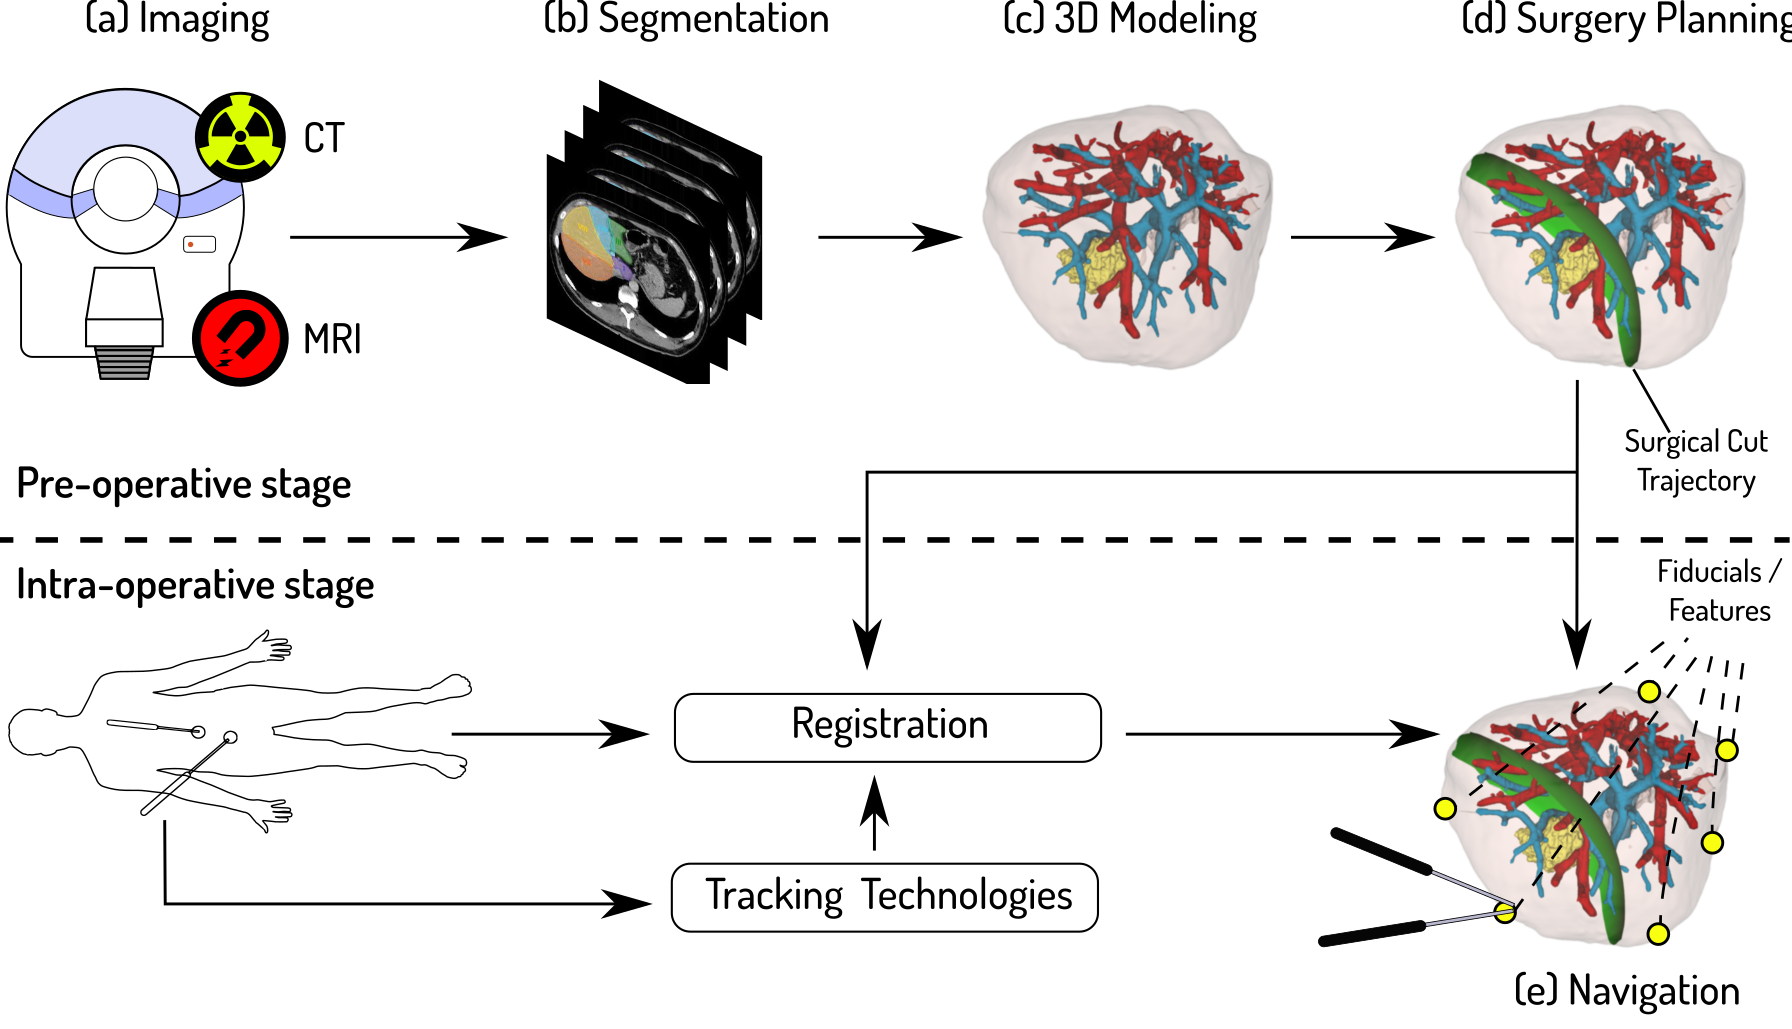 (a) Imaging
(b) Segmentation
(c) 3D Modeling
(d) Surgery Planning
CT
MRI
Surgical Cut
Trajectory
Pre-operative stage
Intra-operative stage
Fiducials /
Features
Registration
Tracking Technologies
(e) Navigation